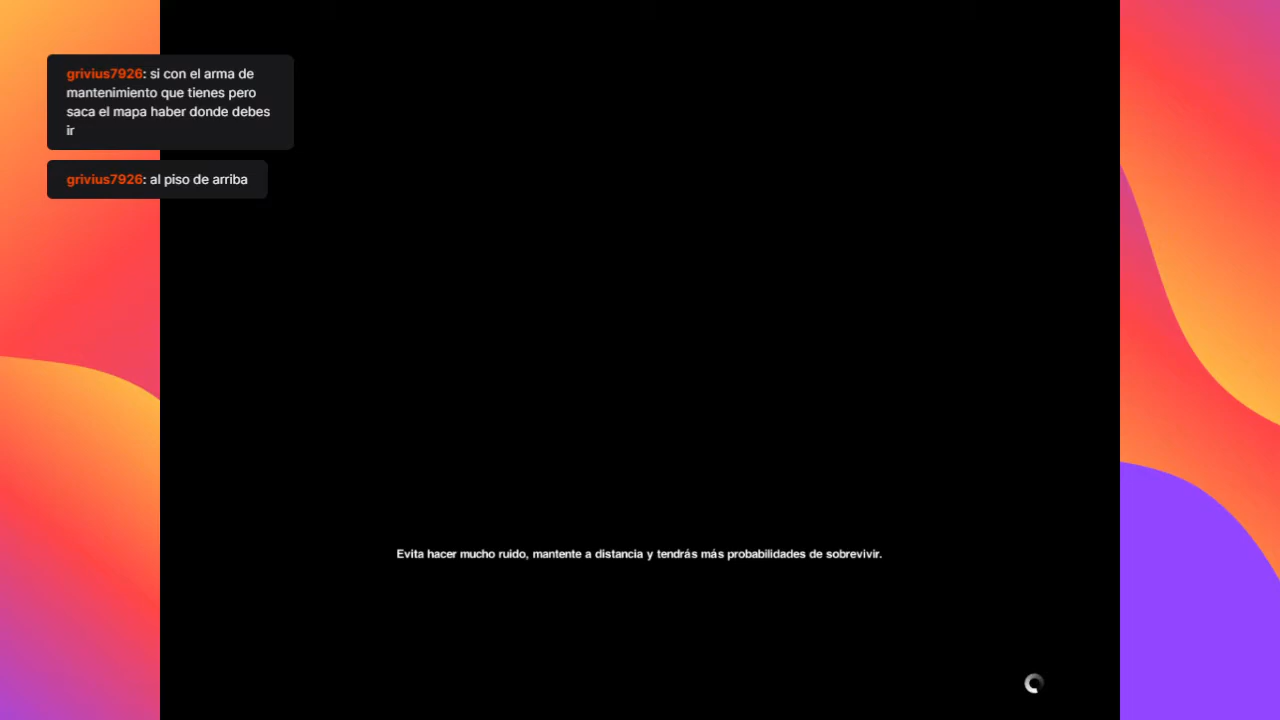 grivius7926: si con el arma de
mantenimiento que tienes pero
saca el mapa haber donde debes
ir
grivius7926: al piso de arriba
Evita hacer mucho ruido, mantente a distancia y tendrás más probabilidades de sobrevivir.